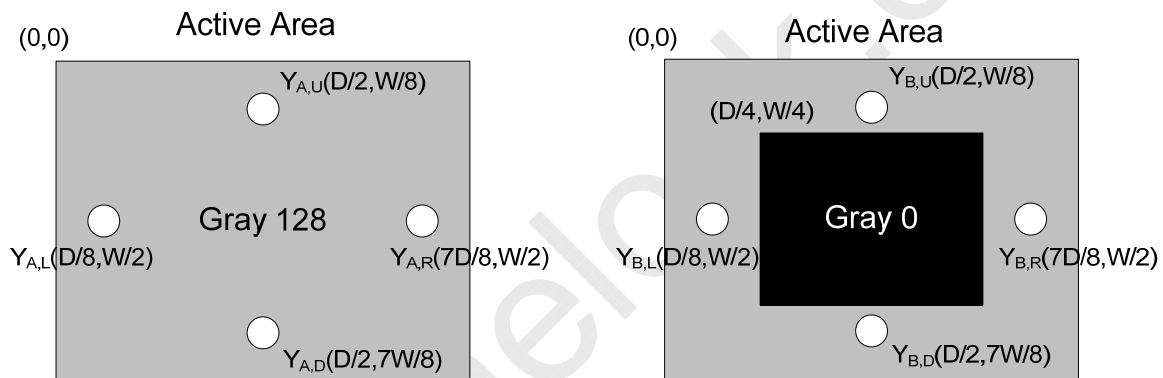 Active Area
(0,0)
Y_A,U(D/2,W/8)
Gray 128
Y_A,L(D/8,W/2)
Y_A,R(7D/8,W/2)
Y_A,D(D/2,7W/8)
Active Area
(0,0)
Y_B,U(D/2,W/8)
(D/4,W/4)
Gray 0
Y_B,L(D/8,W/2)
Y_B,R(7D/8,W/2)
Y_B,D(D/2,7W/8)